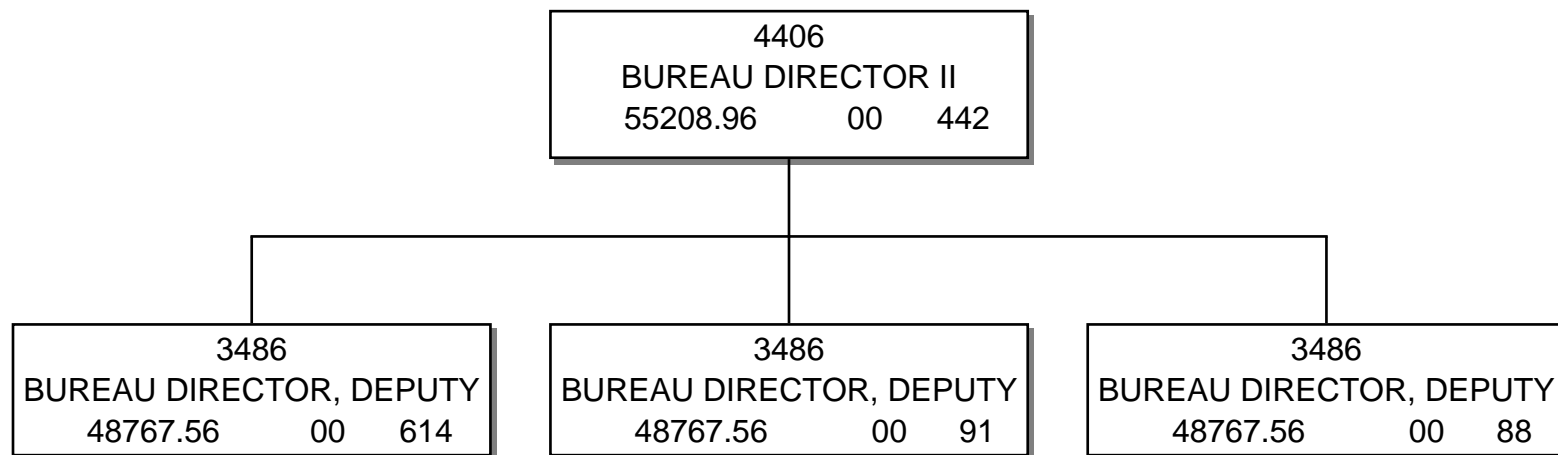 4406
BUREAU DIRECTOR II
55208.96 00 442
3486
BUREAU DIRECTOR, DEPUTY
48767.56 00 614
3486
BUREAU DIRECTOR, DEPUTY
48767.56 00 91
3486
BUREAU DIRECTOR, DEPUTY
48767.56 00 88